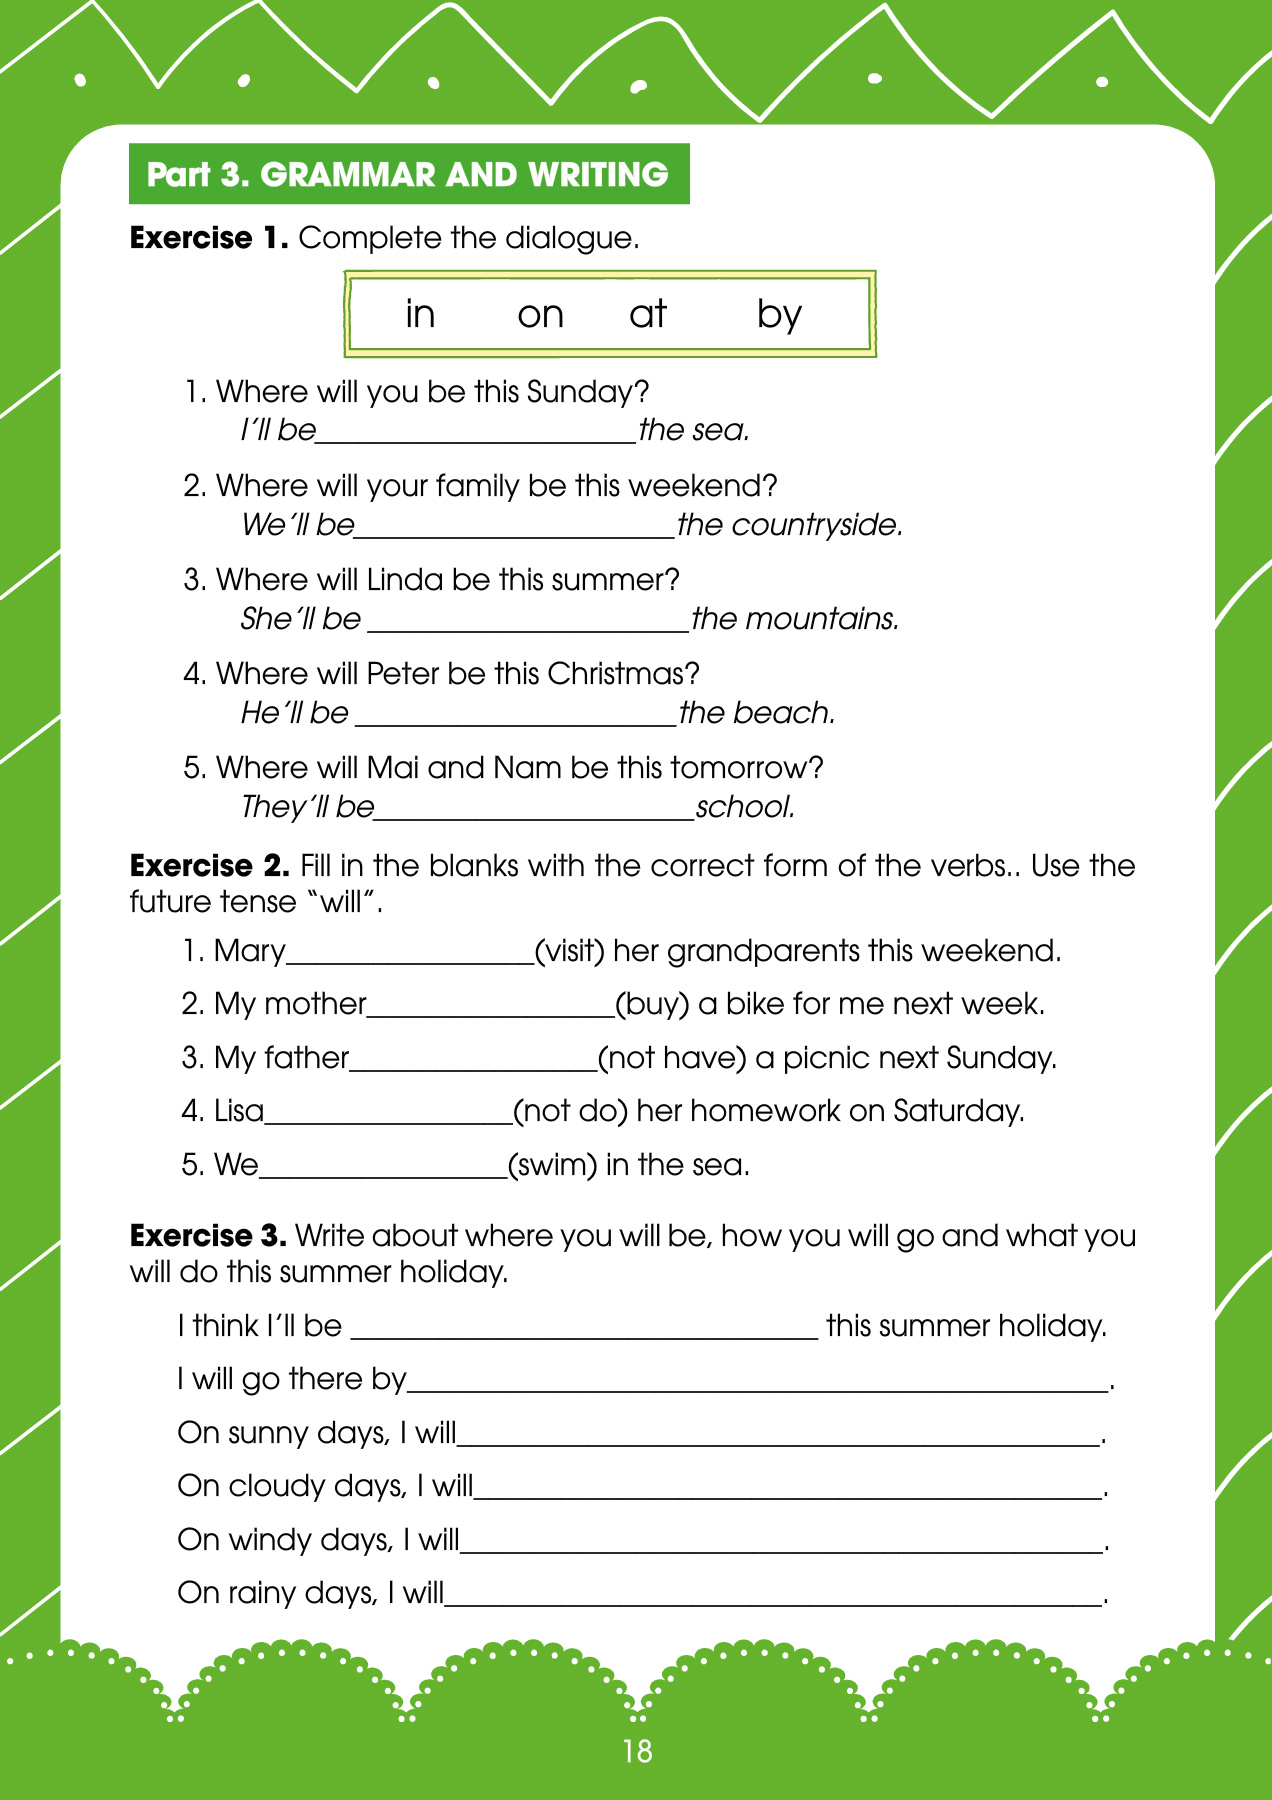 Part 3. GRAMMAR AND WRITING
Exercise 1. Complete the dialogue.
in on at by
1. Where will you be this Sunday?
I'll be____________________the sea.
2. Where will your family be this weekend?
We'll be____________________the countryside.
3. Where will Linda be this summer?
She'll be ____________________the mountains.
4. Where will Peter be this Christmas?
He'll be ____________________the beach.
5. Where will Mai and Nam be this tomorrow?
They'll be____________________school.
Exercise 2. Fill in the blanks with the correct form of the verbs.. Use the
future tense “will”.
1. Mary________________(visit) her grandparents this weekend.
2. My mother________________(buy) a bike for me next week.
3. My father________________(not have) a picnic next Sunday.
4. Lisa________________(not do) her homework on Saturday.
5. We________________(swim) in the sea.
Exercise 3. Write about where you will be, how you will go and what you
will do this summer holiday.
I think I'll be ______________________________ this summer holiday.
I will go there by______________________________________________.
On sunny days, I will__________________________________________.
On cloudy days, I will_________________________________________.
On windy days, I will__________________________________________.
On rainy days, I will___________________________________________.
18